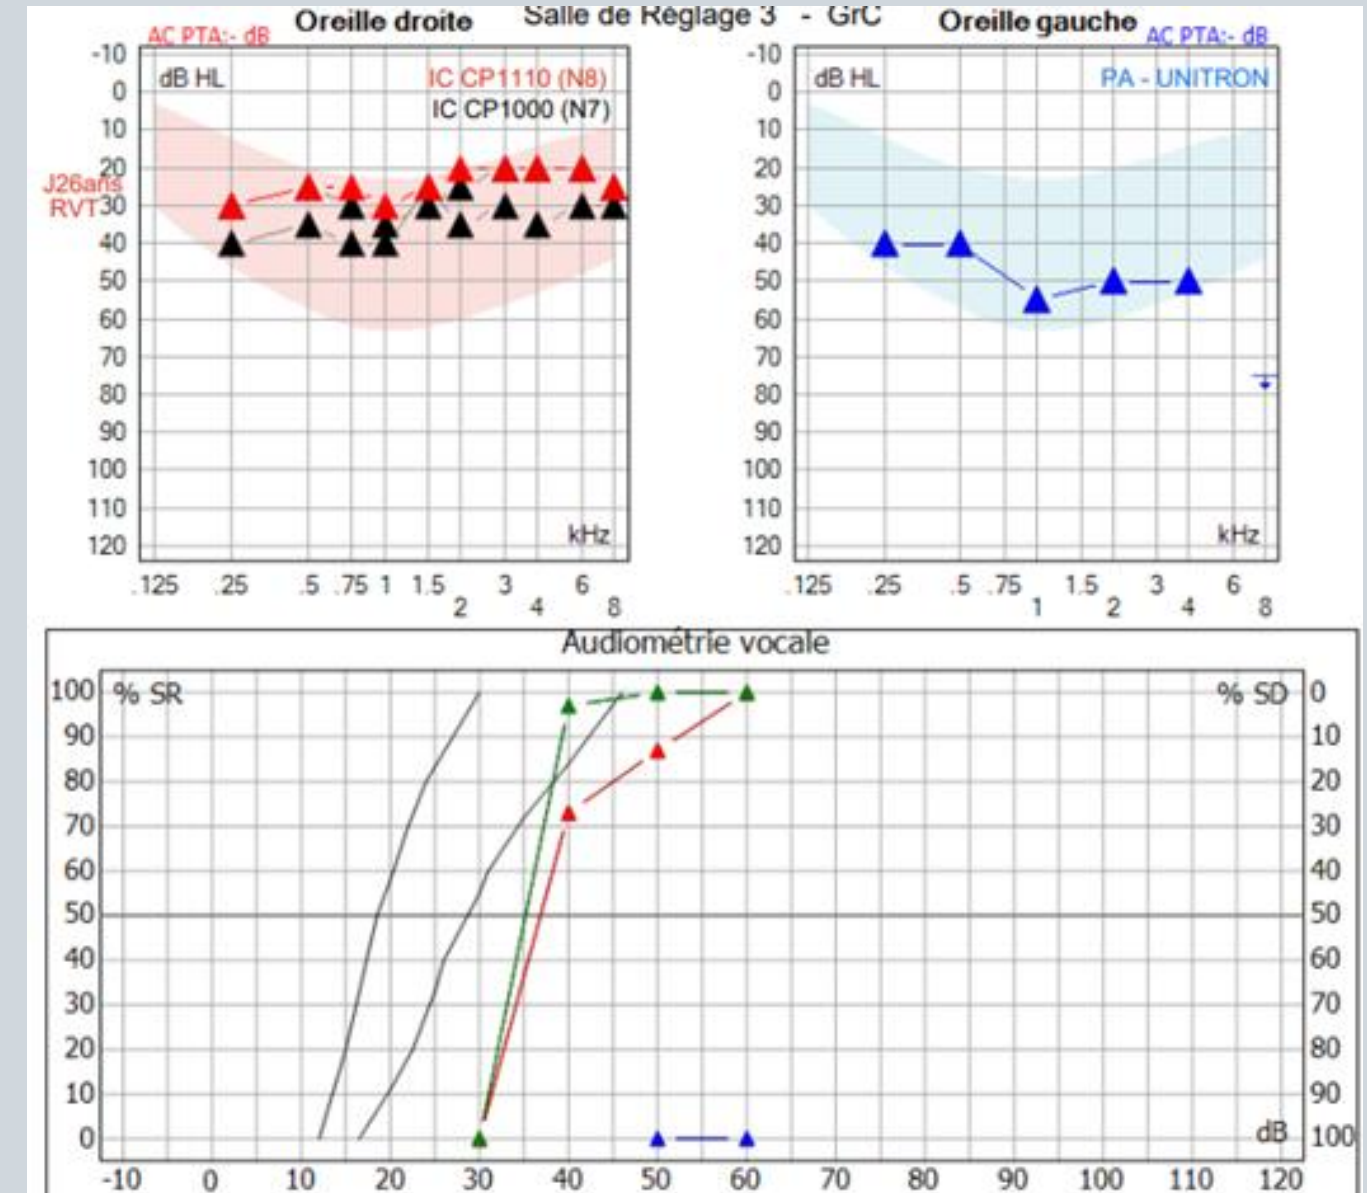 Oreille droite
Salle de Réglage 3 - GrC
Oreille gauche
AC PTA:- dB
AC PTA:- dB
-10
dB HL
IC CP1110 (N8)
IC CP1000 (N7)
0
10
20
J26ans
RVT
30
40
50
60
70
80
90
100
110
120
kHz
.125 .25 .5 .75 1 1.5 3 6
2 4 8
-10
dB HL
PA - UNITRON
0
10
20
30
40
50
60
70
80
90
100
110
120
kHz
.125 .25 .5 .75 1.5 3 6
1 2 4 8
Audiométrie vocale
100 % SR % SD 0
90 10
80 20
70 30
60 40
50 50
40 60
30 70
20 80
10 90
0 dB 100
-10 0 10 20 30 40 50 60 70 80 90 100 110 120